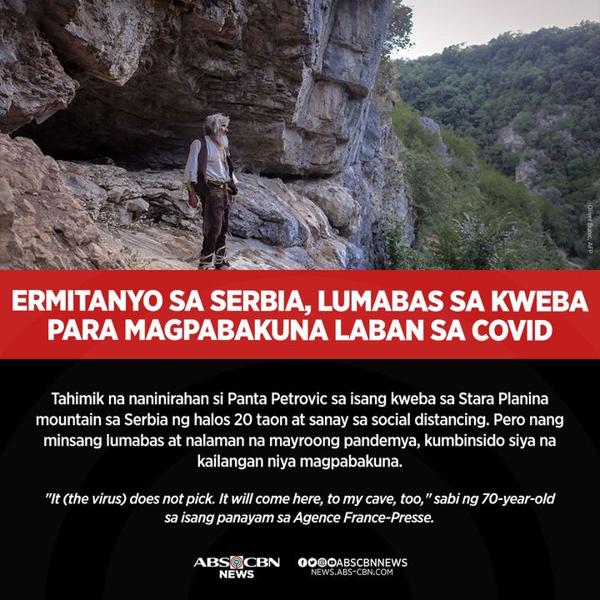 ERMITANYO SA SERBIA, LUMABAS SA KWEBA
PARA MAGPABAKUNA LABAN SA COVID
Tahimik na naninirahan si Panta Petrovic sa isang kweba sa Stara Planina
mountain sa Serbia ng halos 20 taon at sanay sa social distancing. Pero nang
minsang lumabas at nalaman na mayroong pandemya, kumbinsido siya na
kailangan niya magpabakuna.
"It (the virus) does not pick. It will come here, to my cave, too," sabi ng 70-year-old
sa isang panayam sa Agence France-Presse.
ABS-CBN
NEWS
ABSCBNNEWS
NEWS.ABS-CBN.COM